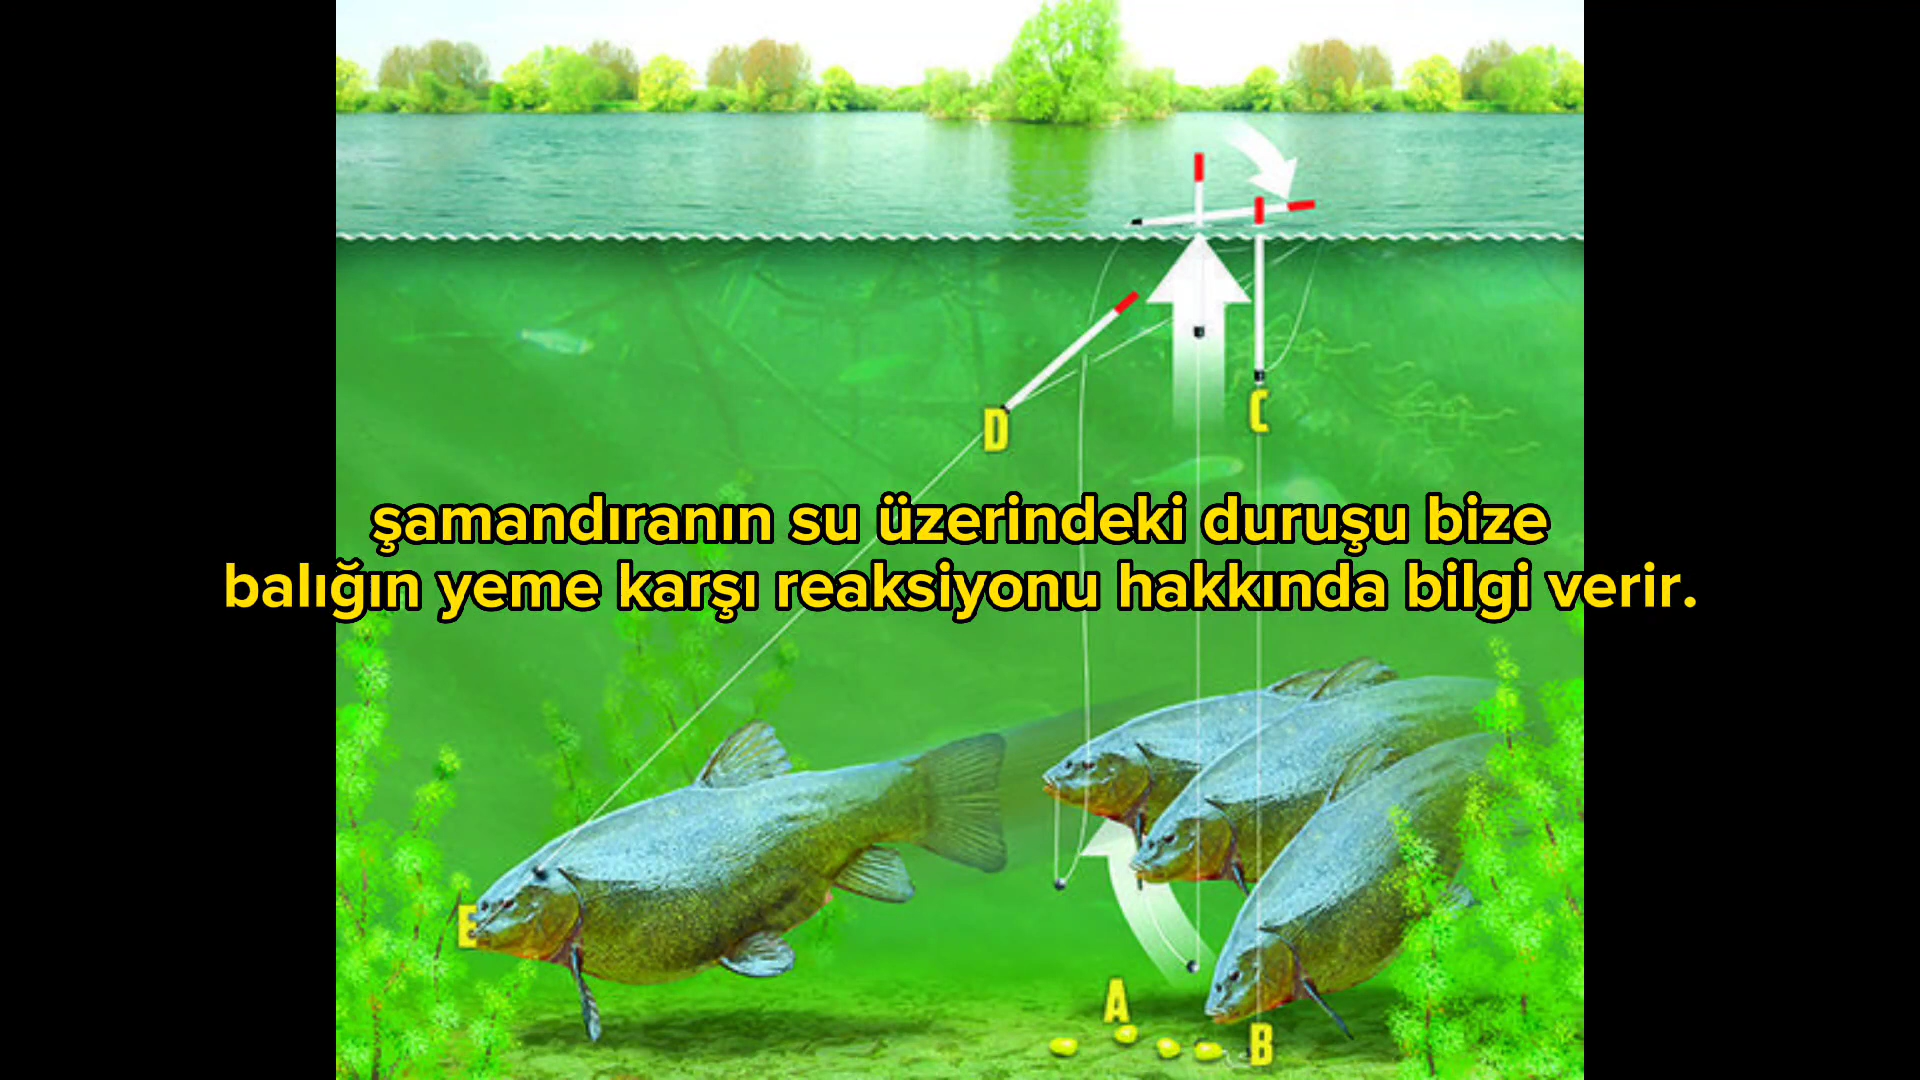 D
C
şamandıranın su üzerindeki duruşu bize
balığın yeme karşı reaksiyonu hakkında bilgi verir.
E
A
B